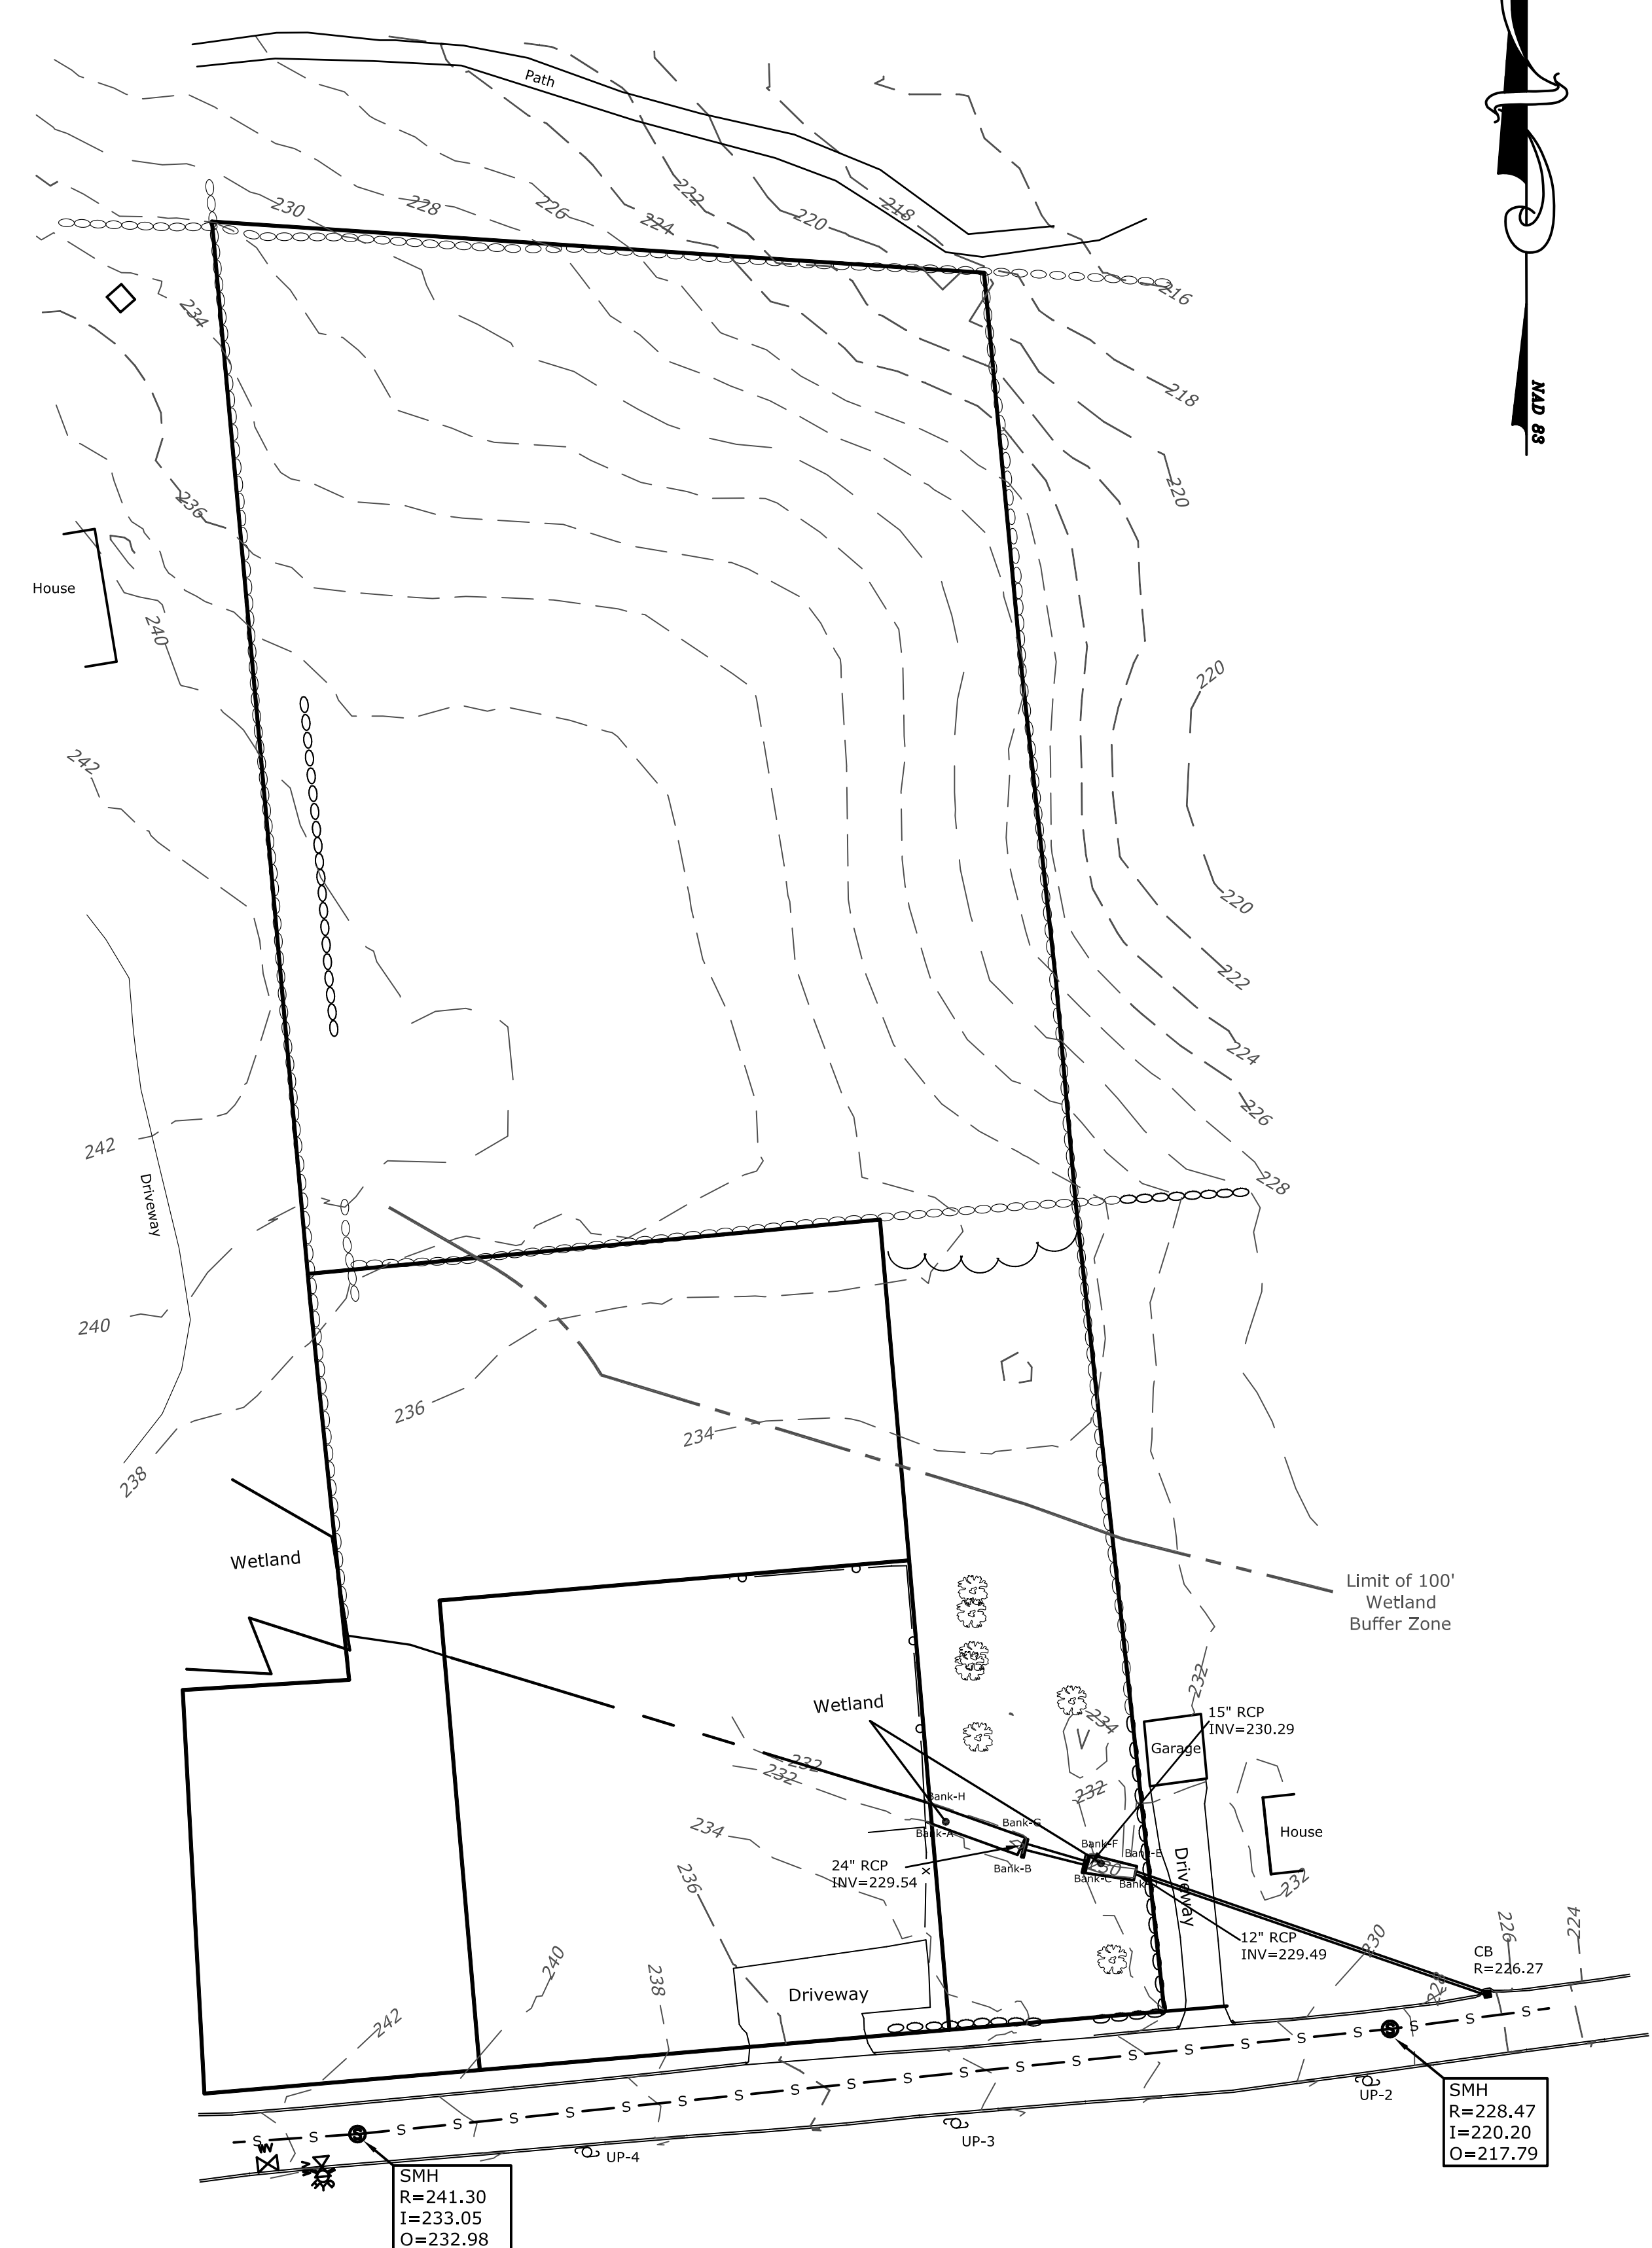 Path
230
228
226
224
222
220
218
216
NAD 83
234
218
236
220
House
240
220
242
220
222
224
226
242
228
Driveway
240
236
234
238
Wetland
Limit of 100'
Wetland
Buffer Zone
232
Wetland
234
15" RCP
INV=230.29
Garage
232
232
232
Bank-H
Bank-G
234
Bank-A
House
Bank-F
Bank-E
24" RCP
INV=229.54
Bank-B
230
Bank-C
Driveway
236
232
12" RCP
INV=229.49
240
238
230
226
224
CB
R=226.27
Driveway
228
242
S S S S S S S S S S S S S S S S S S S S S S S
UP-2
SMH
R=228.47
I=220.20
O=217.79
UP-3
UP-4
W
SMH
R=241.30
I=233.05
O=232.98